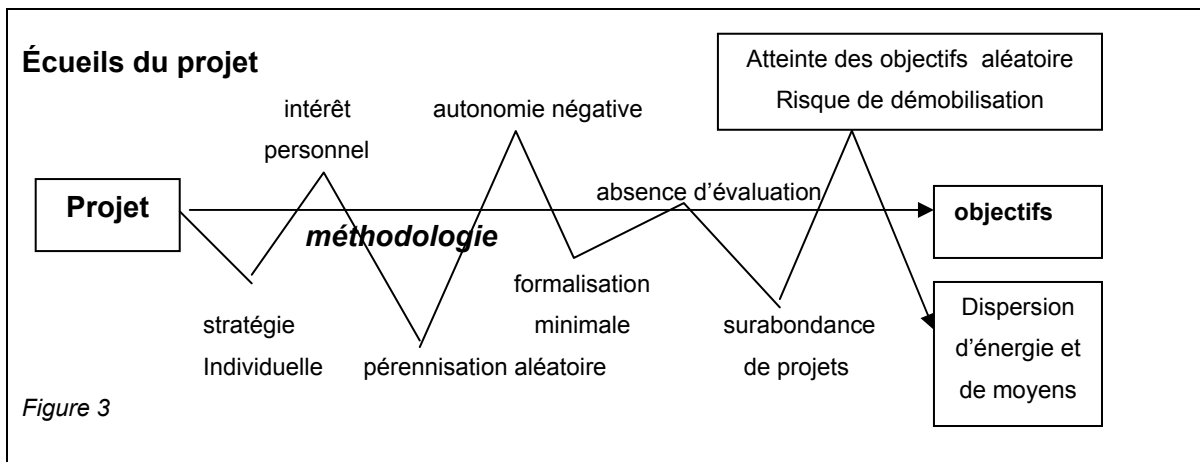 Écueils du projet
intérêt
personnel
autonomie négative
Atteinte des objectifs aléatoire
Risque de démobilisation
absence d’évaluation
Projet
méthodologie
objectifs
stratégie
Individuelle
pérennisation aléatoire
formalisation
minimale
surabondance
de projets
Dispersion
d’énergie et
de moyens
Figure 3